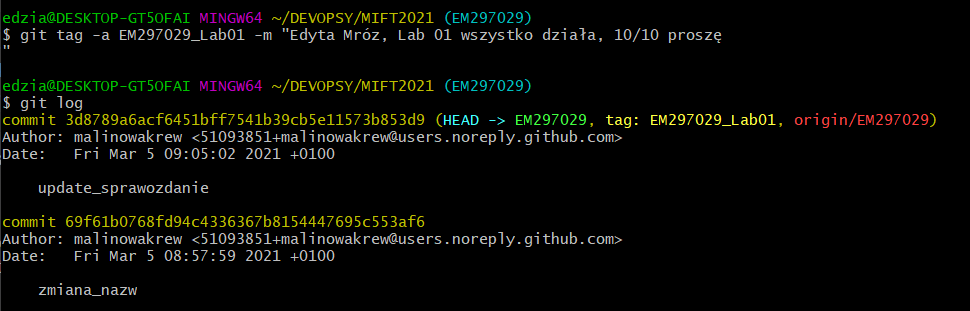 edzia@DESKTOP-GT5OFAI MINGW64 ~/DEVOPSY/MIFT2021 (EM297029)
$ git tag -a EM297029_Lab01 -m "Edyta Mróz, Lab 01 wszystko działa, 10/10 proszę
"
edzia@DESKTOP-GT5OFAI MINGW64 ~/DEVOPSY/MIFT2021 (EM297029)
$ git log
commit 3d8789a6acf6451bff7541b39cb5e11573b853d9 (HEAD -> EM297029, tag: EM297029_Lab01, origin/EM297029)
Author: malinowakrew <51093851+malinowakrew@users.noreply.github.com>
Date:   Fri Mar 5 09:05:02 2021 +0100
    update_sprawozdanie
commit 69f61b0768fd94c4336367b8154447695c553af6
Author: malinowakrew <51093851+malinowakrew@users.noreply.github.com>
Date:   Fri Mar 5 08:57:59 2021 +0100
    zmiana_nazw